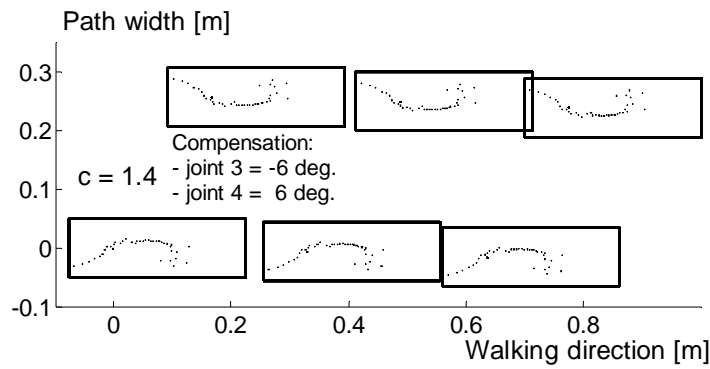 Path width [m]
0.3
0.2
Compensation:
- joint 3 = -6 deg.
c = 1.4
- joint 4 =  6 deg.
0.1
0
-0.1
0 0.2 0.4 0.6 0.8
Walking direction [m]